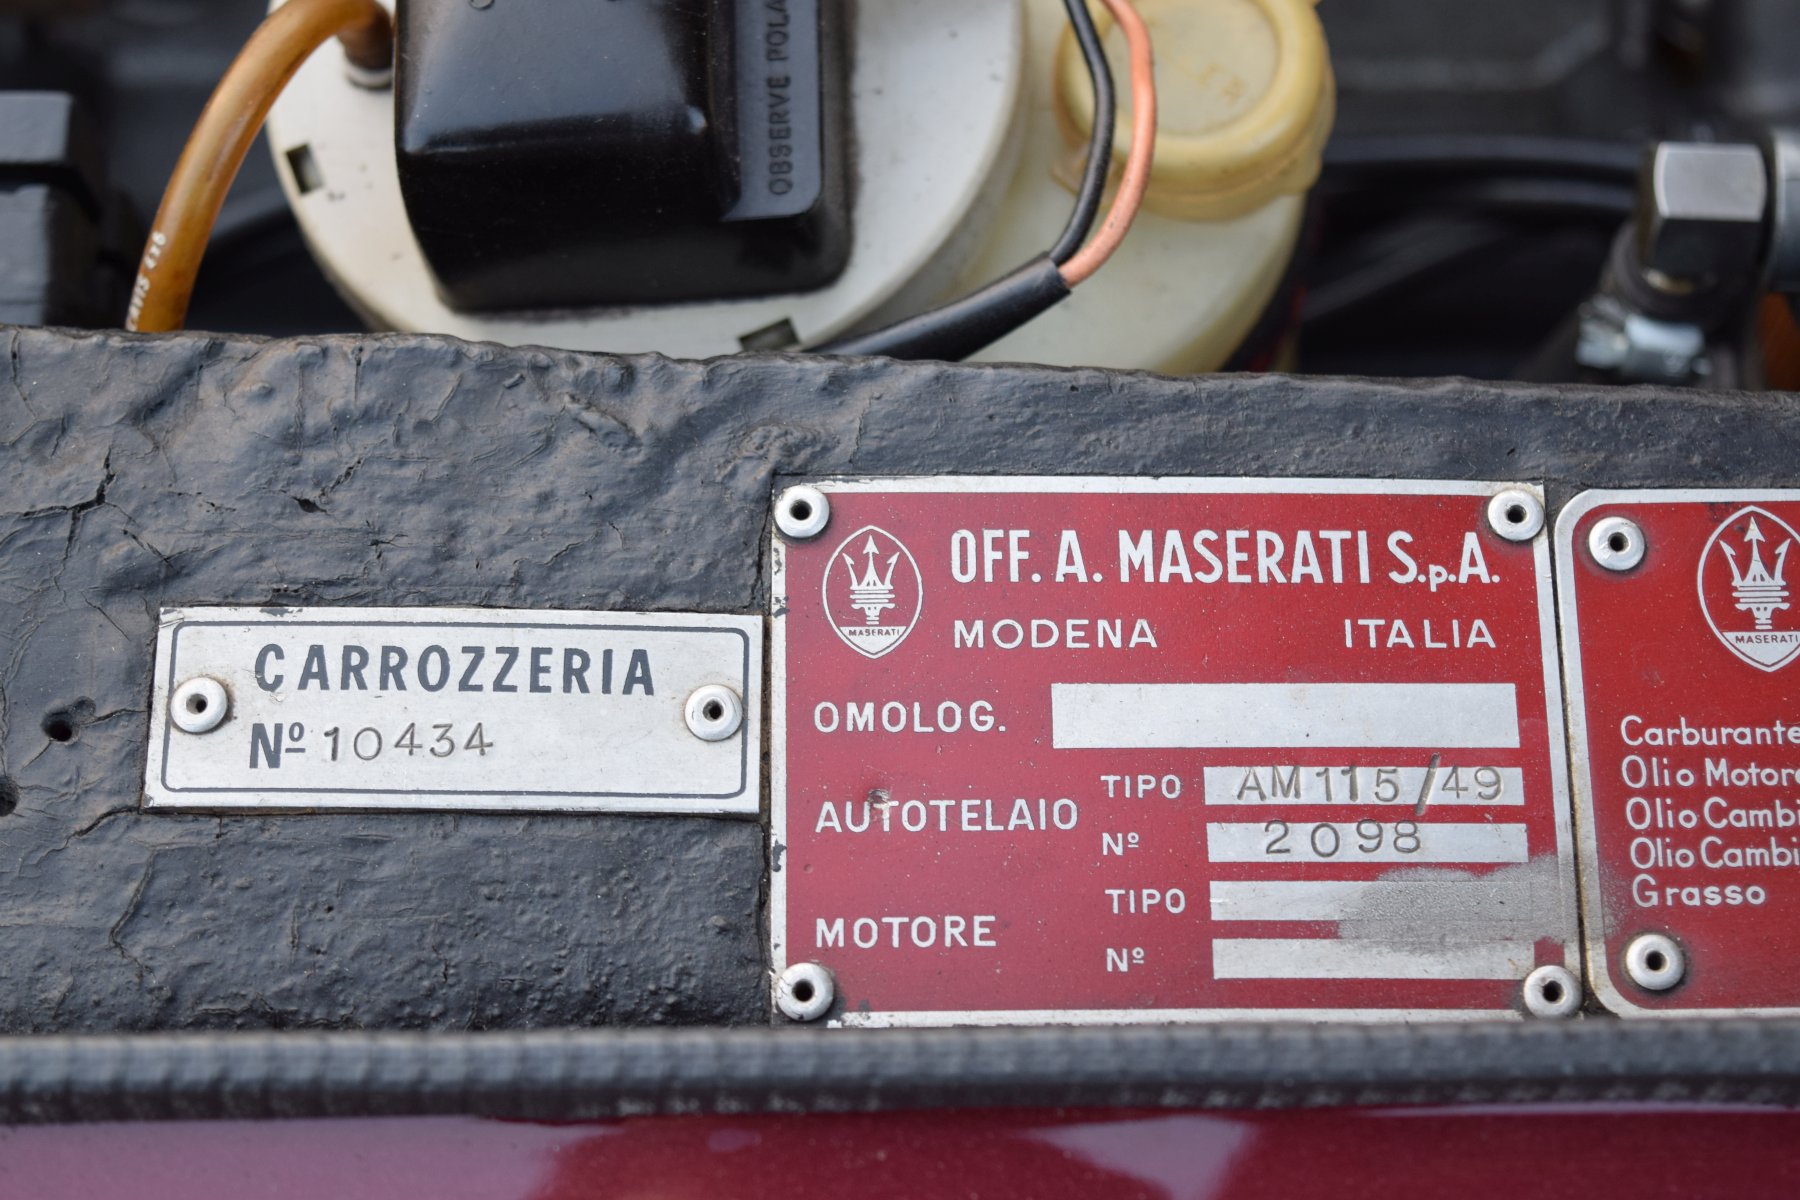 OBSERVE POLA
CARROZZERIA
Nº 10434
MASERATI
OFF. A. MASERATI S.p.A.
MODENA ITALIA
OMOLOG.
AUTOTELAIO
TIPO AM115/49
Nº 2098
MOTORE
TIPO
Nº
MASERATI
Carburante
Olio Motore
Olio Cambi
Olio Cambi
Grasso